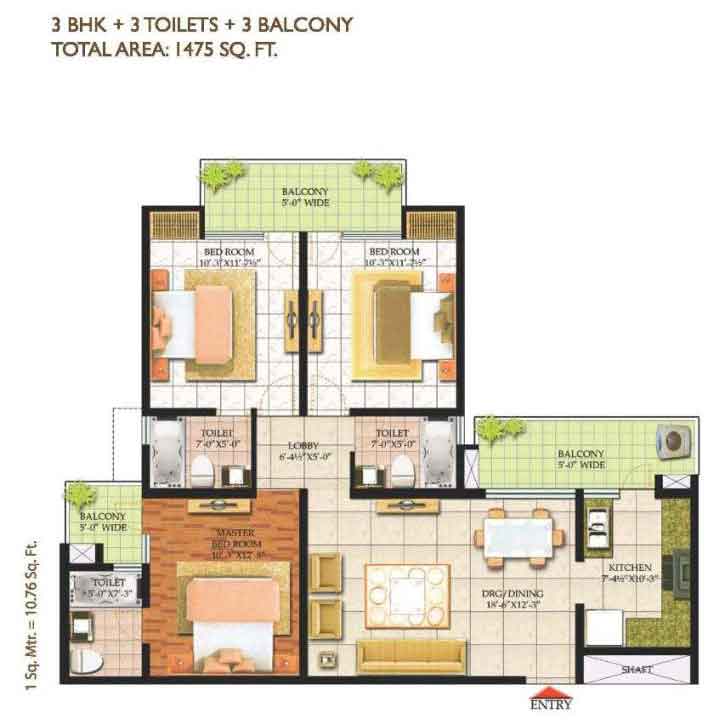 3 BHK + 3 TOILETS + 3 BALCONY
TOTAL AREA: 1475 SQ. FT.
BALCONY
5'-0" WIDE
BED ROOM
10'-3"X11'-7½"
BED ROOM
10'-3"X11'-7½"
TOILET
7'-0"X5'-0"
LOBBY
6'-4½"X5'-0"
TOILET
7'-0"X5'-0"
BALCONY
5'-0" WIDE
BALCONY
5'-0" WIDE
MASTER
BED ROOM
TOILET
5'-0"X7'-3"
DRG/DINING
18'-6"X12'-3"
KITCHEN
7'-4½"X10'-3"
SHAFT
ENTRY
1 Sq. Mtr. = 10.76 Sq. Ft.